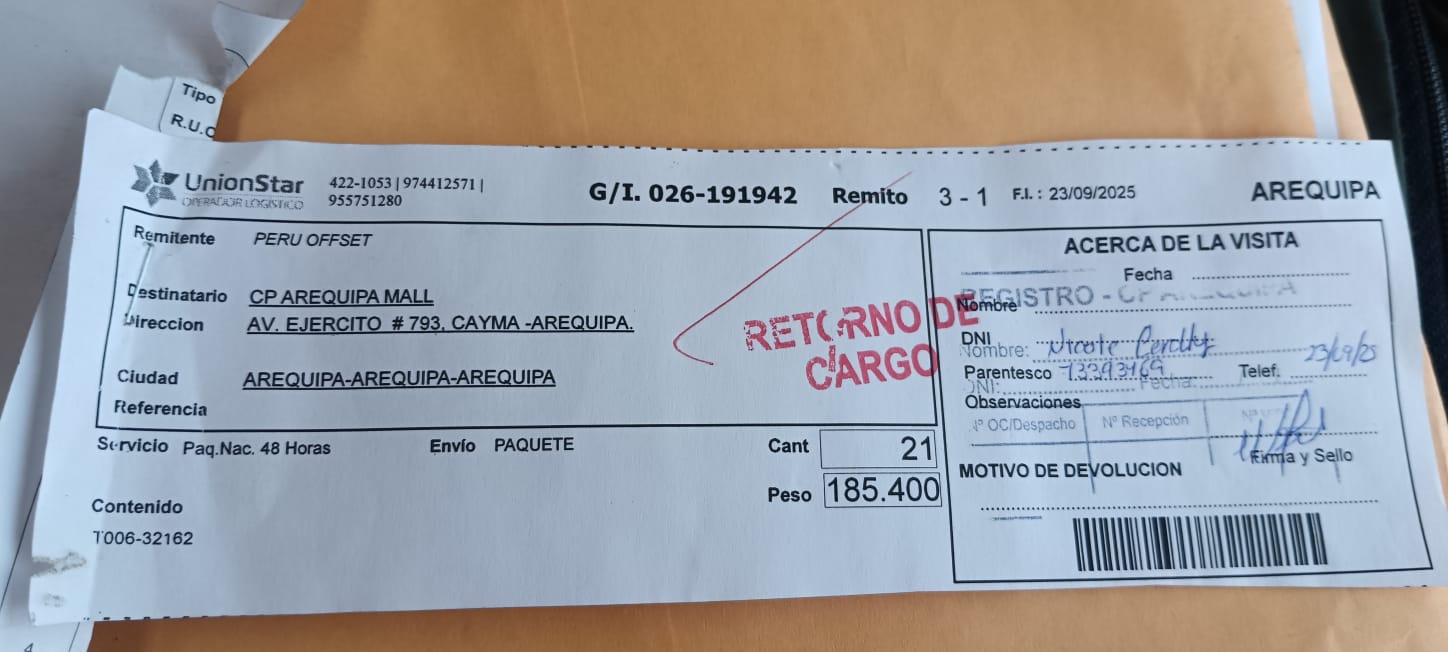 Tipo
R.U.C
UnionStar
OPERADOR LOGISTICO
422-1053 | 974412571 |
955751280
G/I. 026-191942 Remito 3 - 1 F.I. : 23/09/2025 AREQUIPA
Remitente PERU OFFSET
Destinatario CP AREQUIPA MALL
Direccion AV. EJERCITO # 793, CAYMA -AREQUIPA.
Ciudad AREQUIPA-AREQUIPA-AREQUIPA
Referencia
RETORNO DE
CARGO
Servicio Paq.Nac. 48 Horas Envío PAQUETE Cant 21
Peso 185.400
Contenido
T006-32162
ACERCA DE LA VISITA
Fecha
REGISTRO - CP AREQUIPA
Nombre
DNI
Nombre: Nicole 23/09/25
Parentesco 73393169 Telef.
DNI: Fecha:
Observaciones
Nº OC/Despacho Nº Recepción
Firma y Sello
MOTIVO DE DEVOLUCION
4